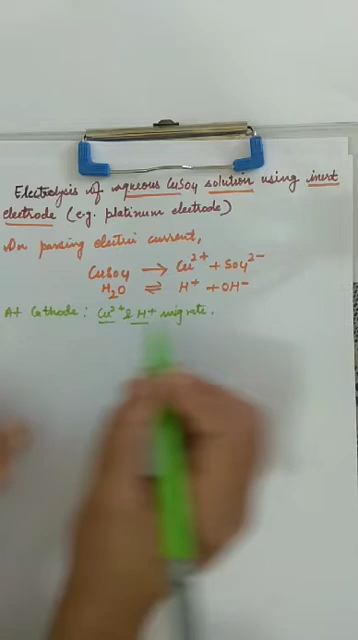 Electrolysis of aqueous CuSO4 solution using inert
electrode (e.g. platinum electrode)
On passing electric current,
CuSO4 → Cu²⁺ + SO4²⁻
H2O ⇌ H⁺ + OH⁻
At Cathode: Cu²⁺ & H⁺ migrate.